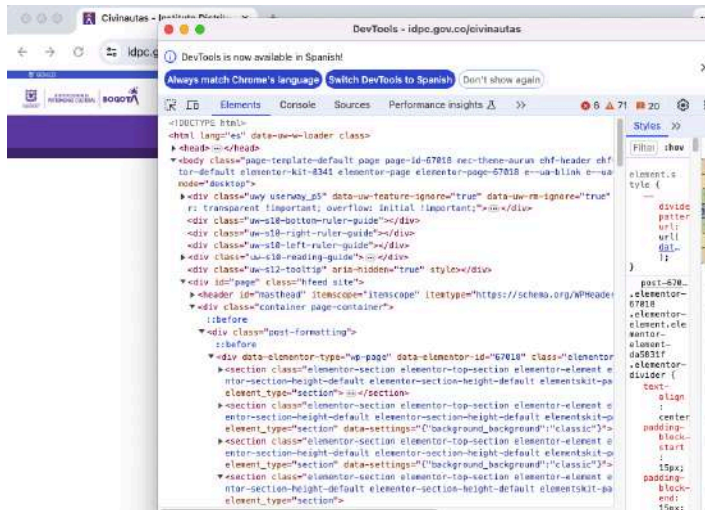 Civinautas - Instituto Distrit
DevTools - idpc.gov.co/civinautas
idpc.g
DevTools is now available in Spanish!
Always match Chrome's language
Switch DevTools to Spanish
Don't show again
BOGOTÁ
Elements Console Sources Performance insights >>
6 71 20
<!DOCTYPE html>
<html lang="es" data-uw-w-loader class>
<head> … </head>
<body class="page-template-default page page-id-67018 nec-theme-aurus ehf-header ehf
tor-default elementor-kit-8341 elementor-page elementor-page-67018 e--ua-blink e--ua
mode="desktop">
<div class="uwy userway_p5" data-uw-feature-ignore="true" data-uw-rm-ignore="true"
r: transparent !important; overflow: initial !important;"> … </div>
<div class="uw-s10-bottom-ruler-guide"></div>
<div class="uw-s10-right-ruler-guide"></div>
<div class="uw-s10-left-ruler-guide"></div>
<div class="uw-s10-reading-guide"> … </div>
<div class="uw-s12-tooltip" aria-hidden="true" style></div>
<div id="page" class="hfeed site">
<header id="masthead" itemscope="itemscope" itemtype="https://schema.org/WPHeader
<div class="container page-container">
::before
<div class="post-formatting">
::before
<div data-elementor-type="wp-page" data-elementor-id="67018" class="elementor
<section class="elementor-section elementor-top-section elementor-element e
ntor-section-height-default elementor-section-height-default elementskit-pa
element_type="section"> … </section>
<section class="elementor-section elementor-top-section elementor-element e
entor-section-height-default elementor-section-height-default elementskit-p
element_type="section" data-settings="{"background_background":"classic"}">
<section class="elementor-section elementor-top-section elementor-element e
entor-section-height-default elementor-section-height-default elementskit-p
element_type="section" data-settings="{"background_background":"classic"}">
<section class="elementor-section elementor-top-section elementor-element e
ntor-section-height-default elementor-section-height-default elementskit-pa
element_type="section">
Styles >>
Filter :hov
element.s
tyle {
divide
patter
url:
url(
dat…
);
}
post-670…
.elementor-
67018
.elementor-
element.ele
mentor-
element-
da5831f
.elementor-
divider {
text-
align
:
center
padding-
block-
start
:
15px;
padding-
block-
end:
15px;